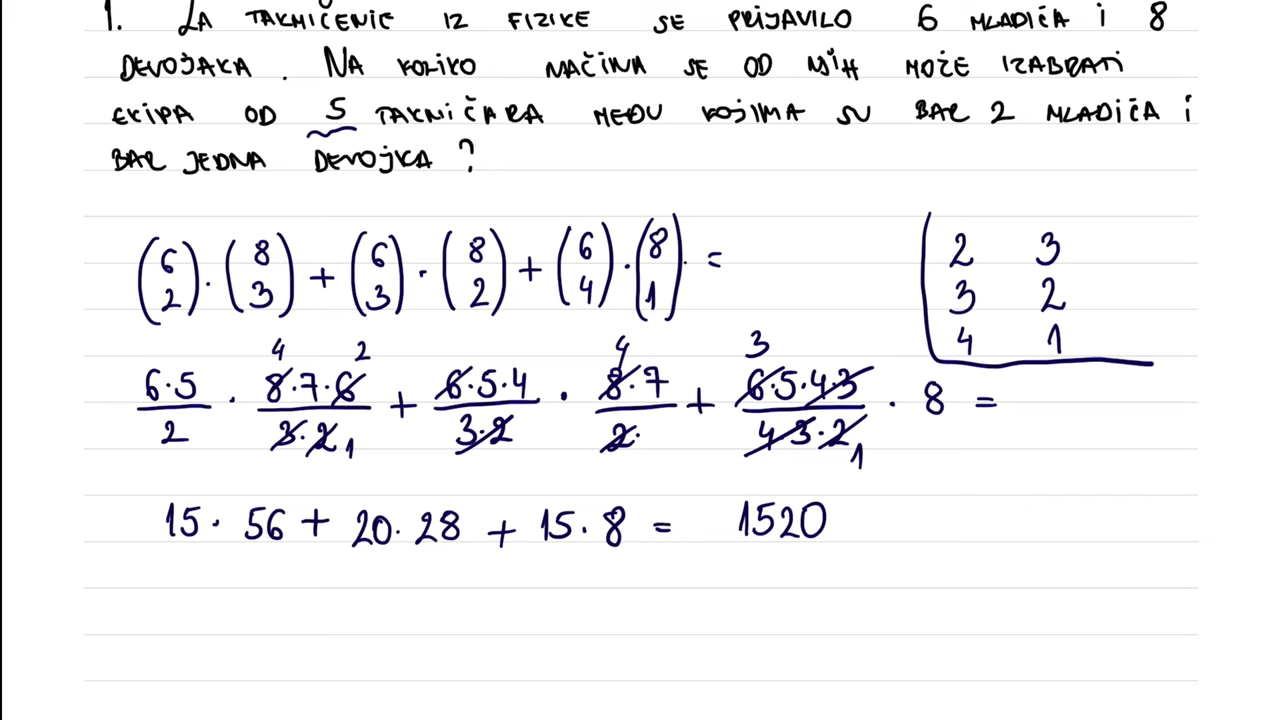 1. ZA TAKMIČENJE IZ FIZIKE SE PRIJAVILO 6 MLADIĆA I 8
DEVOJAKA. NA KOLIKO NAČINA SE OD NJIH MOŽE IZABRATI
EKIPA OD 5 TAKMIČARA MEĐU KOJIMA SU BAR 2 MLADIĆA I
BAR JEDNA DEVOJKA?
(6 2) · (8 3) + (6 3) · (8 2) + (6 4) · (8 1) =
2 3
3 2
4 1
4 2 4 3
6·5 / 2 · 8·7·6 / 3·2 1 + 6·5·4 / 3·2 · 8·7 / 2· + 6·5·4·3 / 4·3·2 1 · 8 =
15 · 56 + 20 · 28 + 15 · 8 = 1520